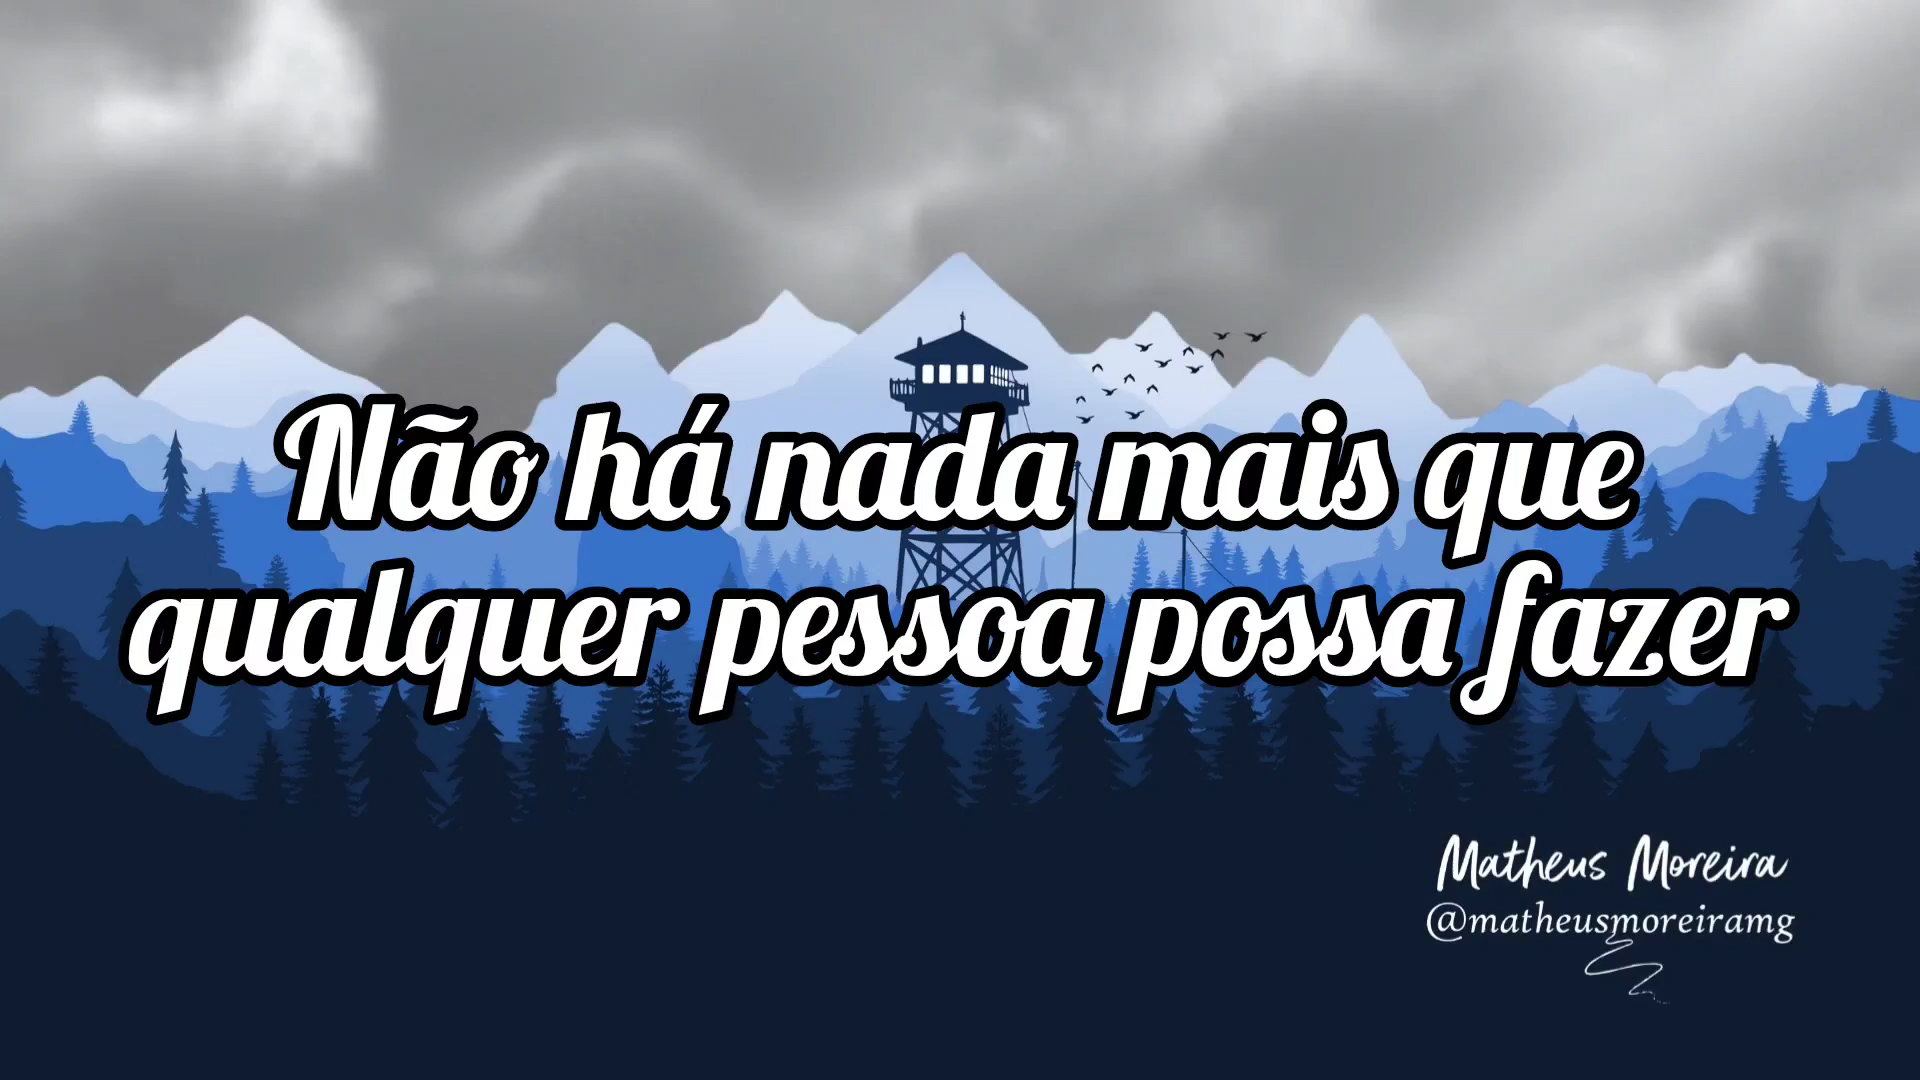 Não há nada mais que
qualquer pessoa possa fazer
Matheus Moreira
@matheusmoreiramg